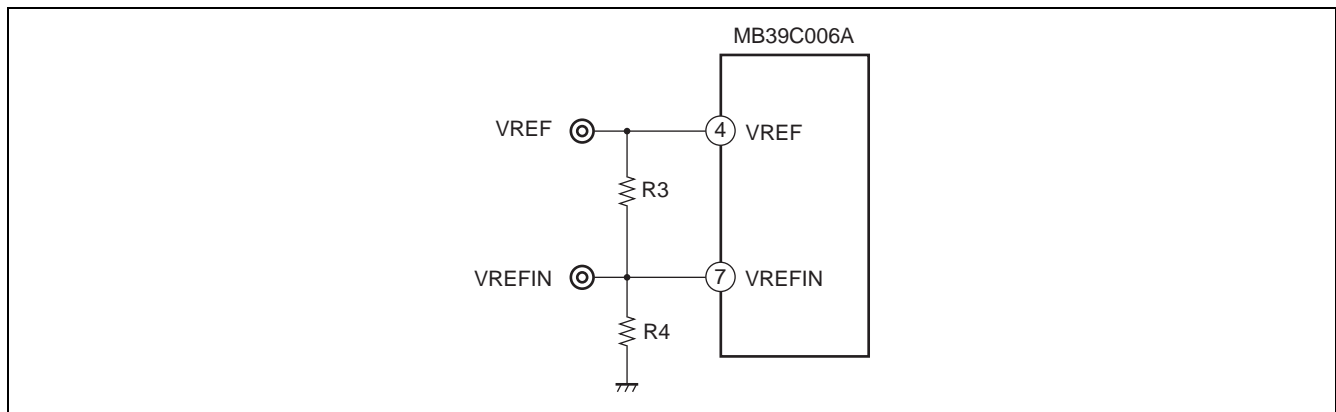 MB39C006A
VREF 4 VREF
R3
VREFIN 7 VREFIN
R4